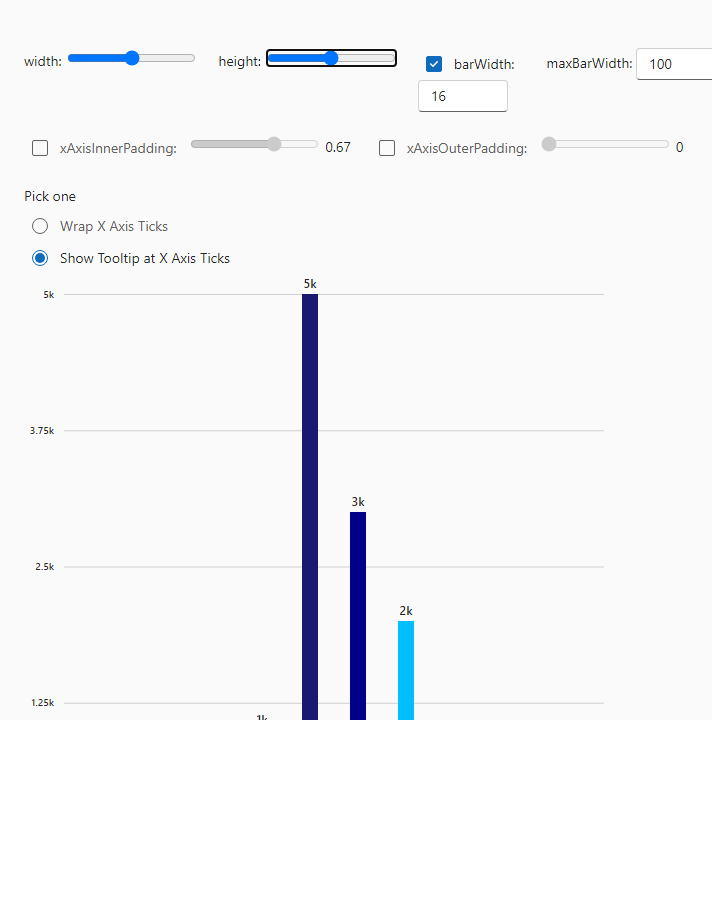 width:
height:
barWidth:
16
maxBarWidth: 100
xAxisInnerPadding: 0.67
xAxisOuterPadding: 0
Pick one
Wrap X Axis Ticks
Show Tooltip at X Axis Ticks
5k
5k
3.75k
3k
2.5k
2k
1.25k
1k